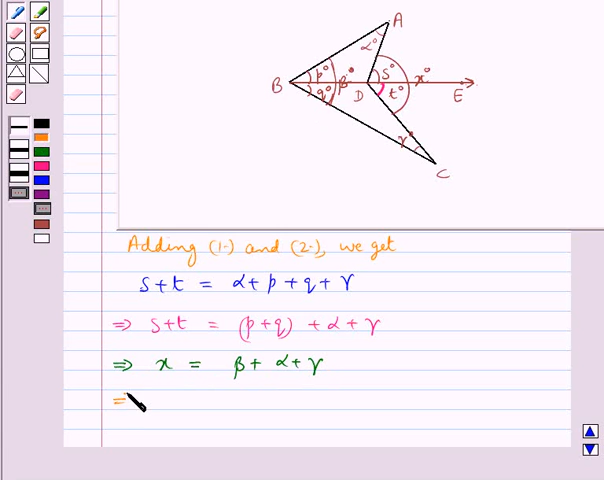 A
α°
p°
q°
β°
s°
t°
x°
B
D
E
γ°
C
Adding (1.) and (2.), we get
s+t = α+p+q+γ
⇒ s+t = (p+q) + α+γ
⇒ x = β+ α+γ
=